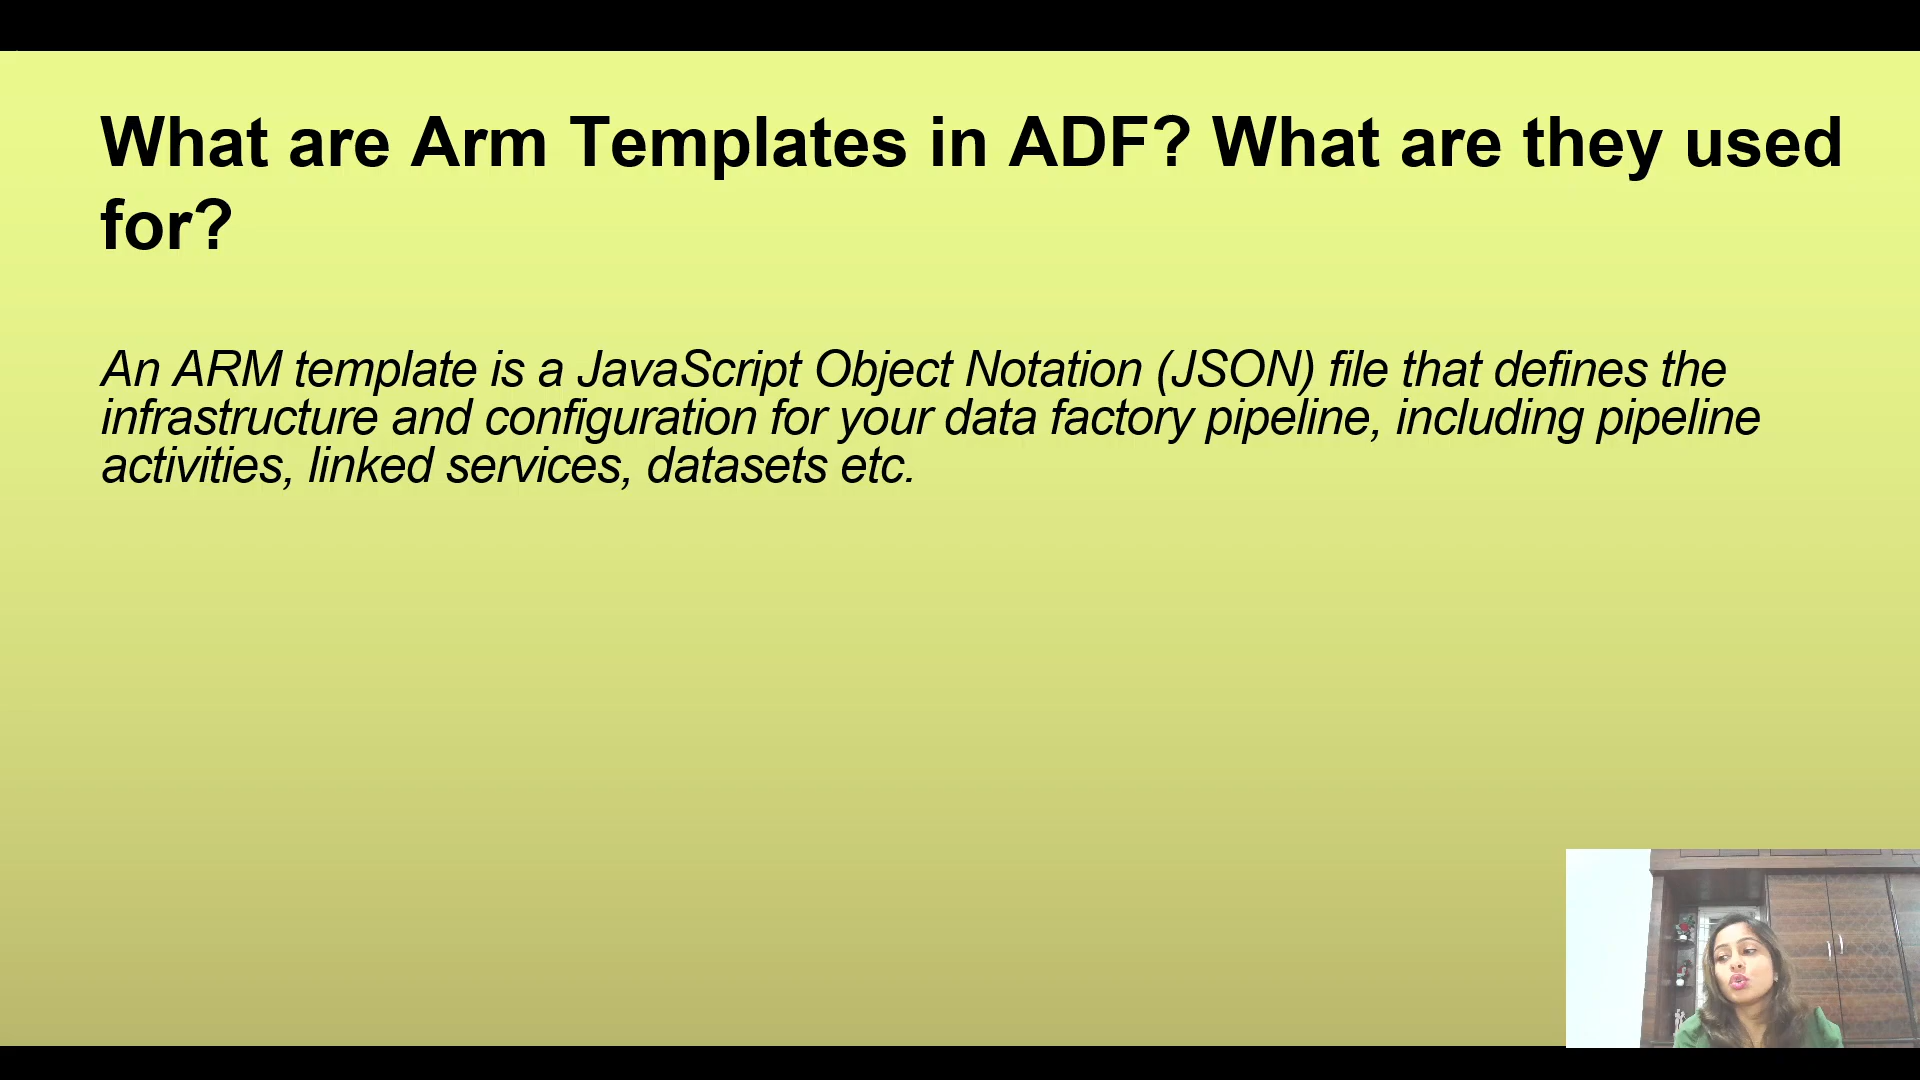 What are Arm Templates in ADF? What are they used
for?
An ARM template is a JavaScript Object Notation (JSON) file that defines the
infrastructure and configuration for your data factory pipeline, including pipeline
activities, linked services, datasets etc.